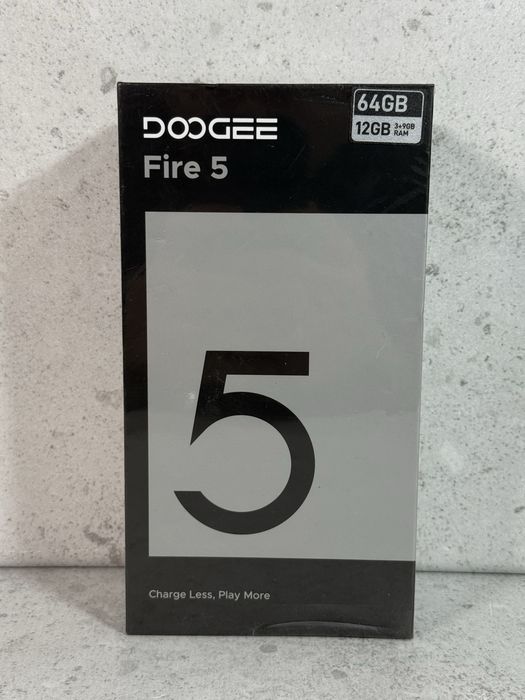 64GB
12GB 3+9GB RAM
DOOGEE
Fire 5
5
Charge Less, Play More